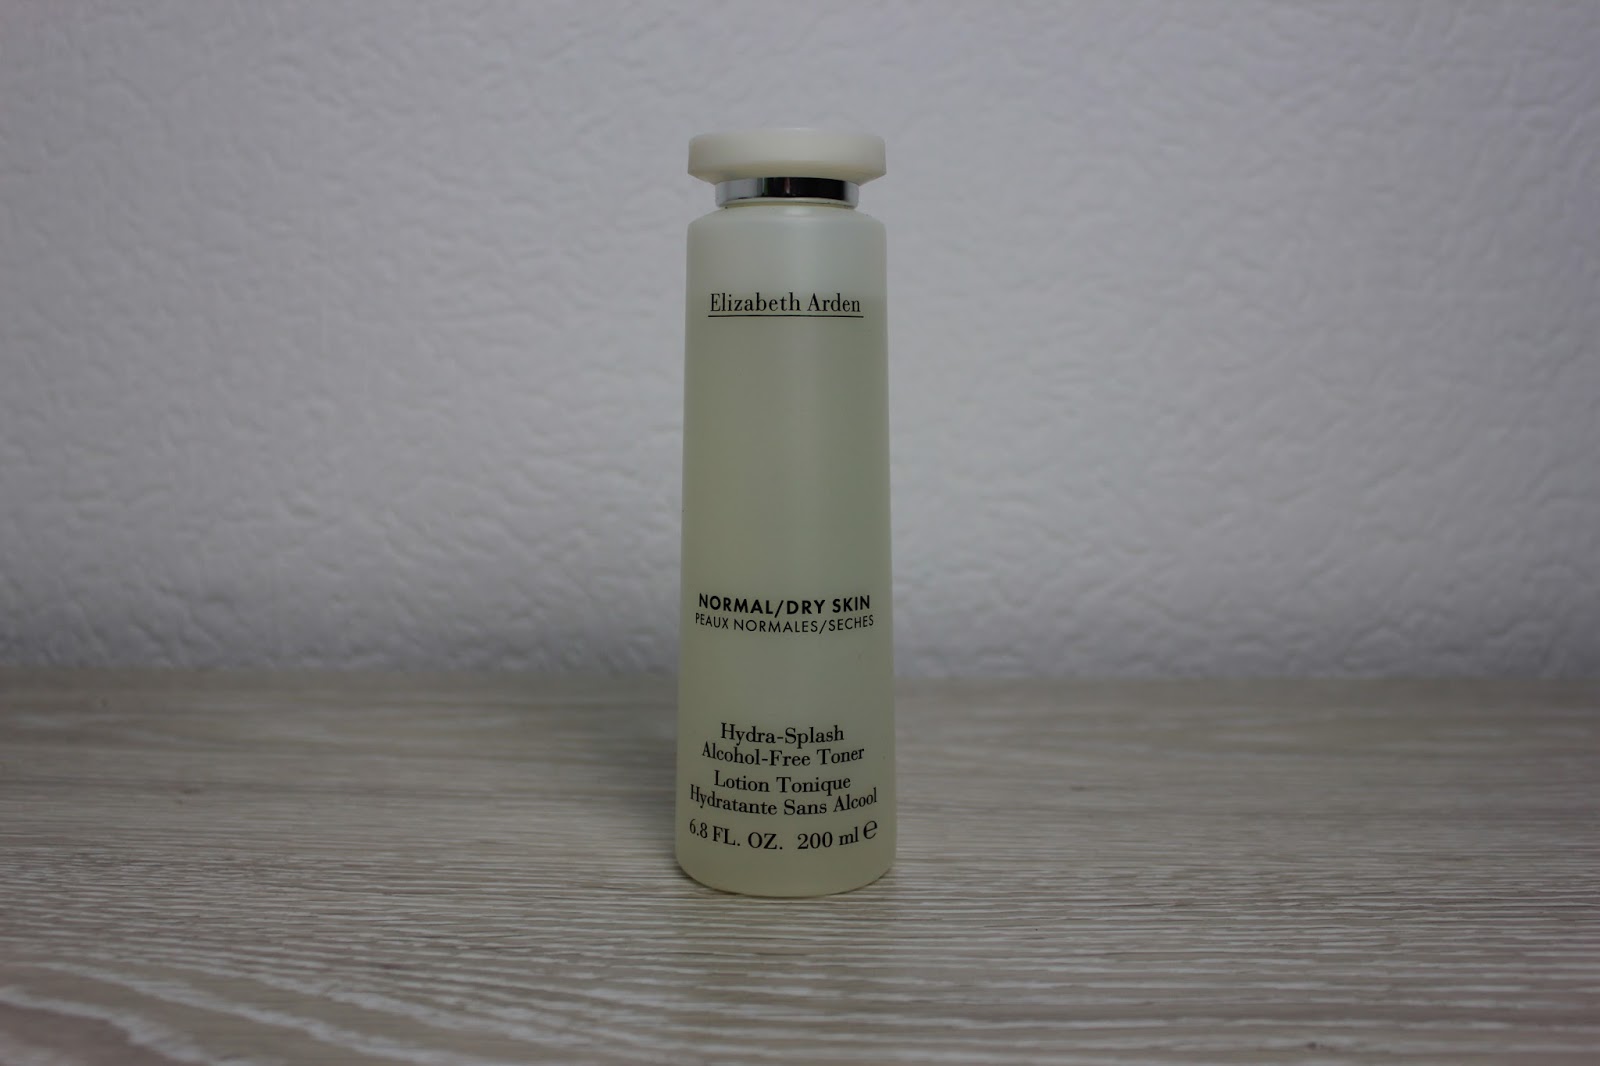 Elizabeth Arden
NORMAL/DRY SKIN
PEAUX NORMALES/SECHES
Hydra-Splash
Alcohol-Free Toner
Lotion Tonique
Hydratante Sans Alcool
6.8 FL. OZ. 200 ml ℮